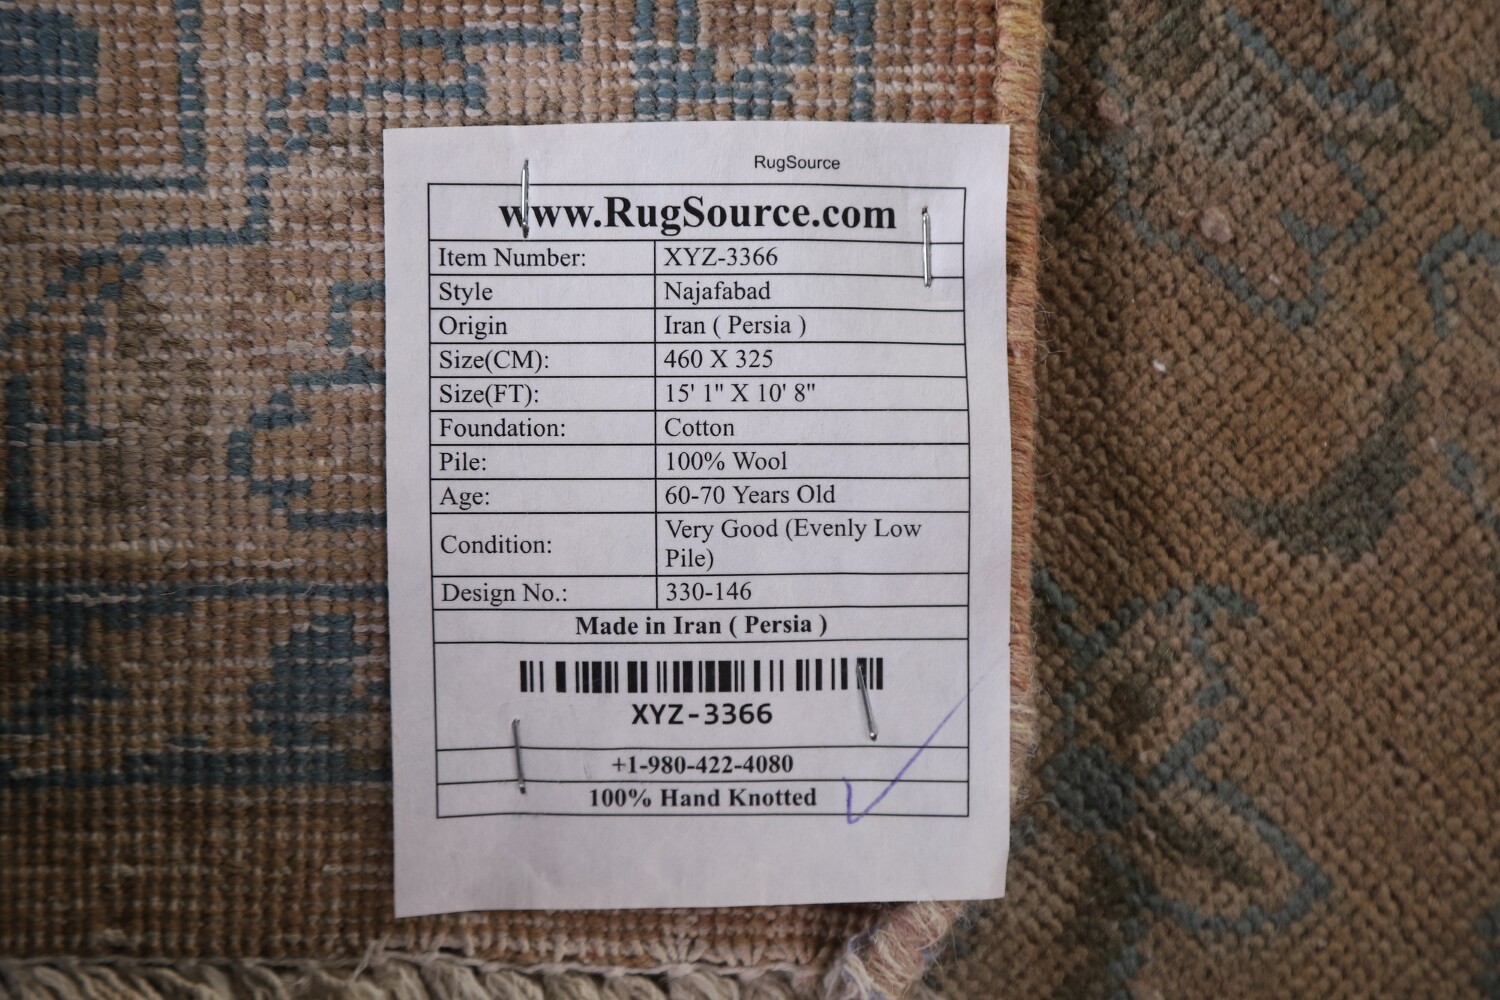 RugSource
www.RugSource.com
Item Number: XYZ-3366
Style Najafabad
Origin Iran ( Persia )
Size(CM): 460 X 325
Size(FT): 15' 1" X 10' 8"
Foundation: Cotton
Pile: 100% Wool
Age: 60-70 Years Old
Condition: Very Good (Evenly Low
Pile)
Design No.: 330-146
Made in Iran ( Persia )
XYZ-3366
+1-980-422-4080
100% Hand Knotted